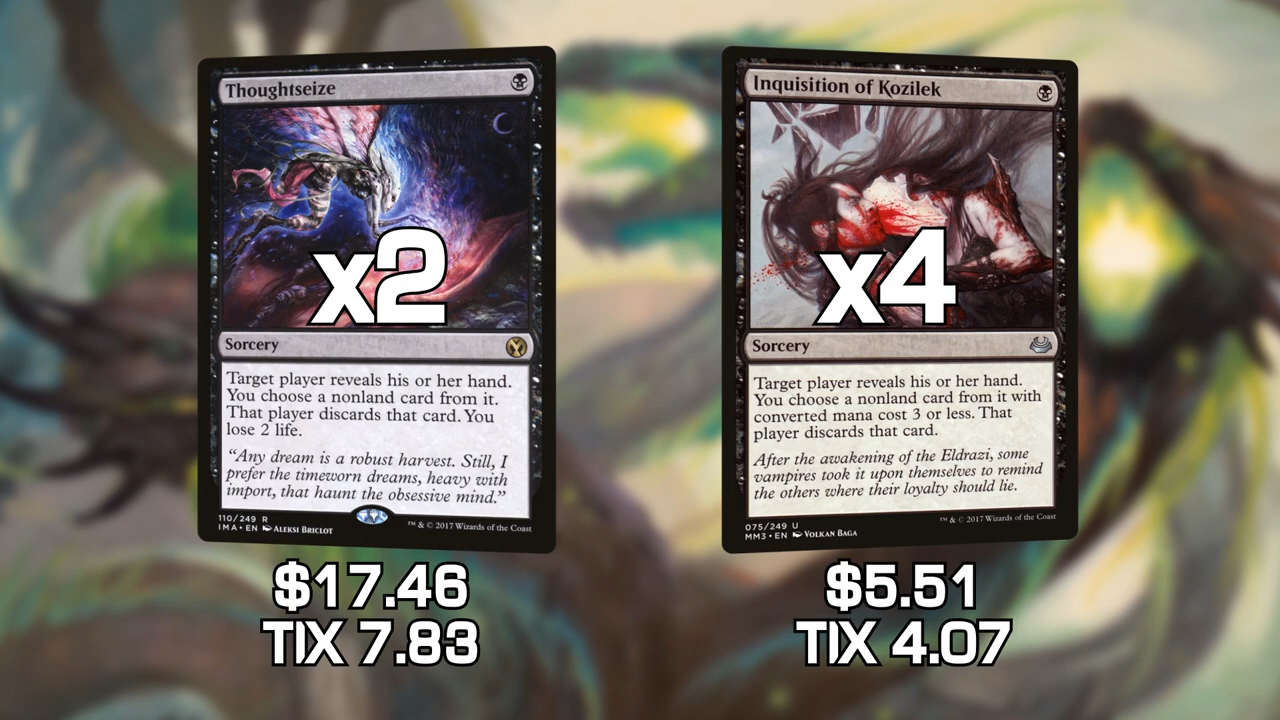 Thoughtseize
x2
Sorcery
Target player reveals his or her hand.
You choose a nonland card from it.
That player discards that card. You
lose 2 life.
“Any dream is a robust harvest. Still, I
prefer the timeworn dreams, heavy with
import, that haunt the obsessive mind.”
110/249 R
IMA • EN ALEKSI BRICLOT
™ & © 2017 Wizards of the Coast
$17.46
TIX 7.83
Inquisition of Kozilek
x4
Sorcery
Target player reveals his or her hand.
You choose a nonland card from it with
converted mana cost 3 or less. That
player discards that card.
After the awakening of the Eldrazi, some
vampires took it upon themselves to remind
the others where their loyalty should lie.
075/249 U
MM3 • EN VOLKAN BAGA
™ & © 2017 Wizards of the Coast
$5.51
TIX 4.07